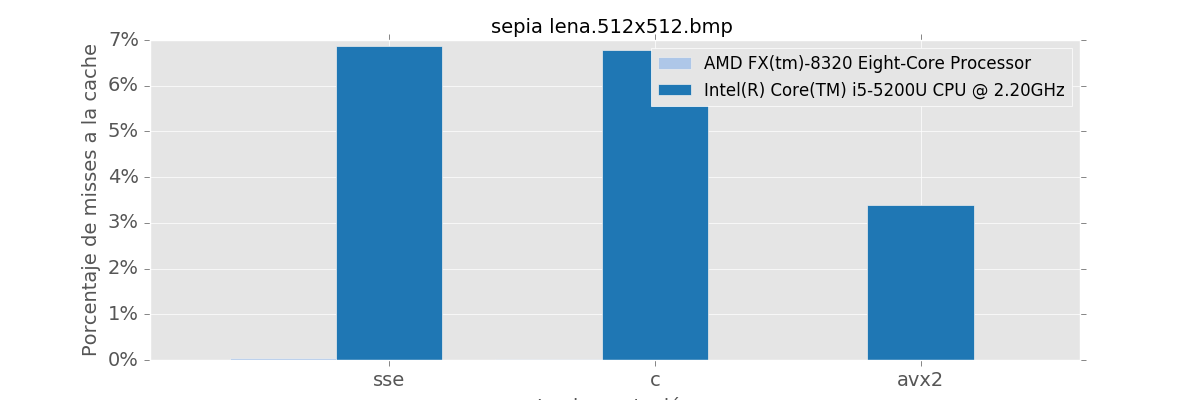 sepia lena.512x512.bmp
Porcentaje de misses a la cache
7%
6%
5%
4%
3%
2%
1%
0%
AMD FX(tm)-8320 Eight-Core Processor
Intel(R) Core(TM) i5-5200U CPU @ 2.20GHz
sse
c
avx2